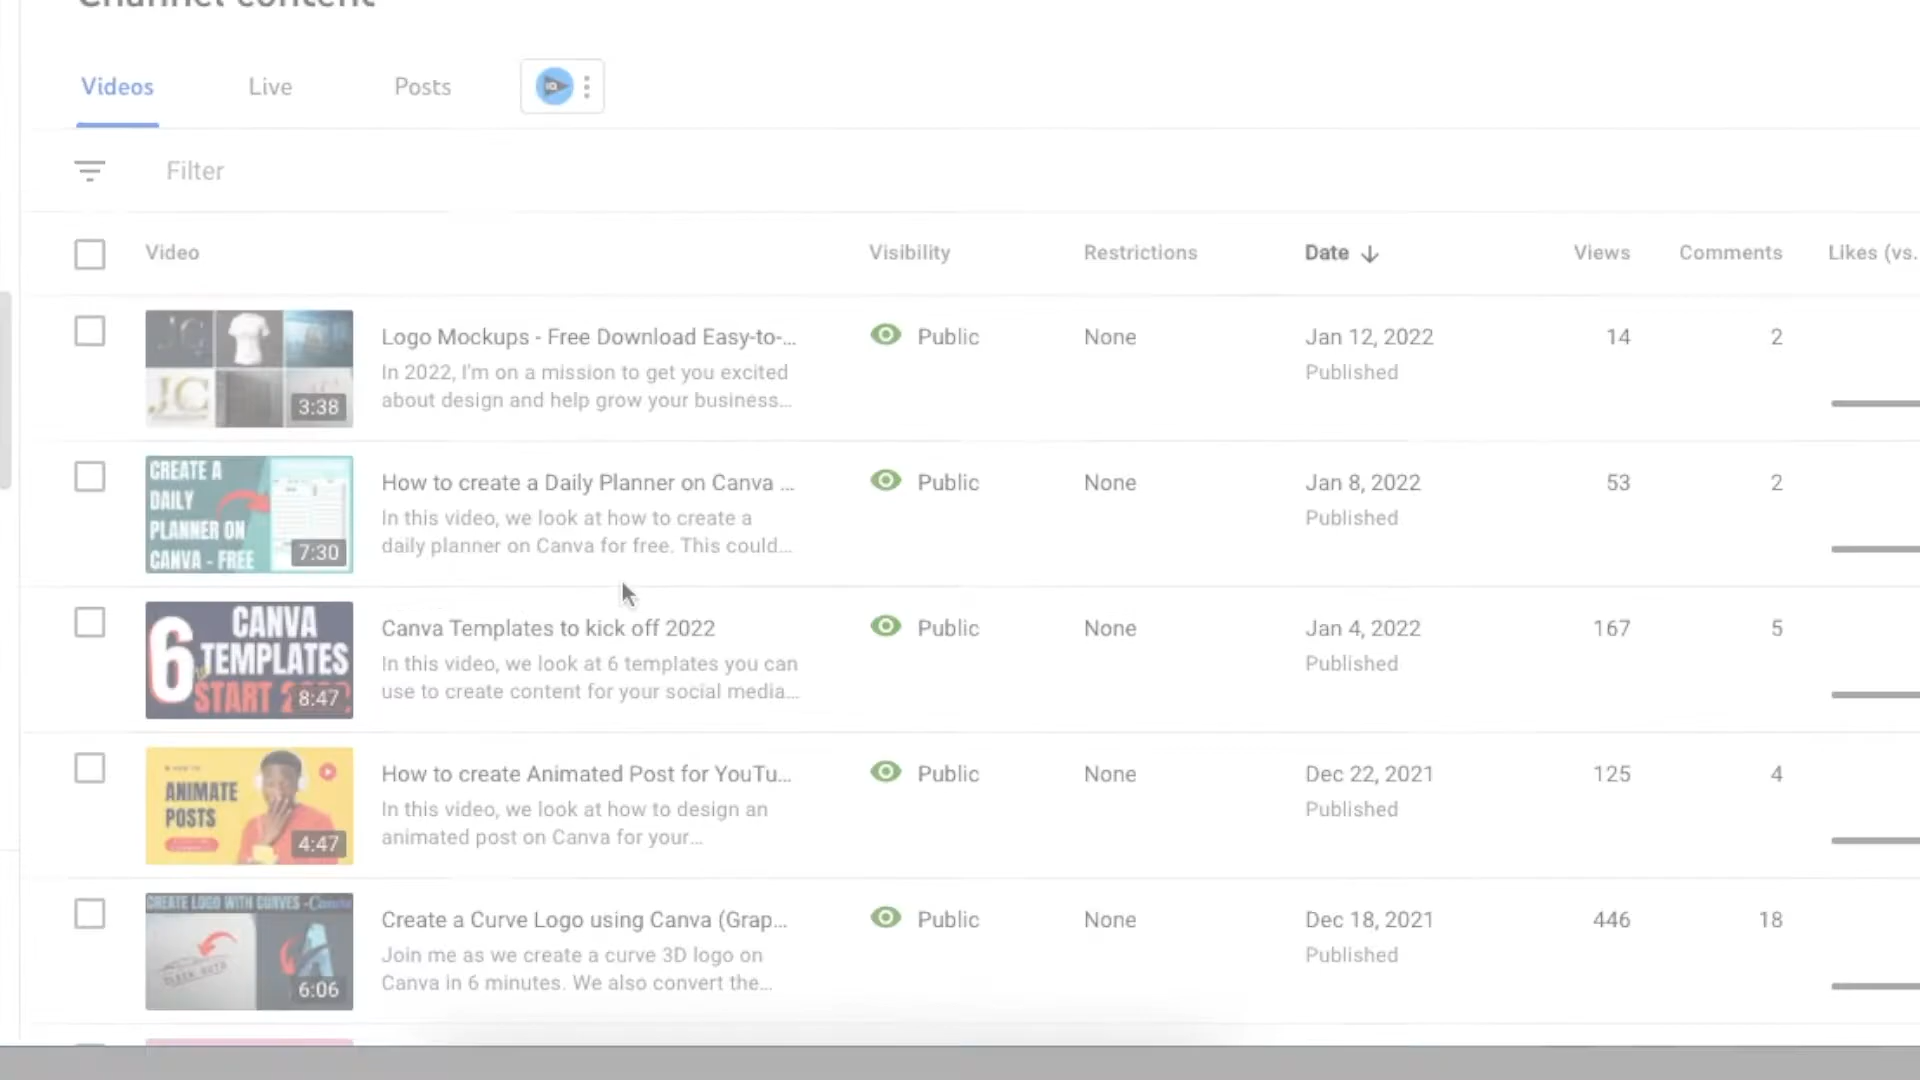 Channel content
Videos
Live
Posts
Filter
Video
Visibility
Restrictions
Date
Views
Comments
Likes (vs.
JC
JC
3:38
Logo Mockups - Free Download Easy-to-...
In 2022, I'm on a mission to get you excited
about design and help grow your business...
Public
None
Jan 12, 2022
Published
14
2
CREATE A
DAILY
PLANNER ON
CANVA - FREE
7:30
How to create a Daily Planner on Canva ...
In this video, we look at how to create a
daily planner on Canva for free. This could...
Public
None
Jan 8, 2022
Published
53
2
6
CANVA
TEMPLATES
START
8:47
Canva Templates to kick off 2022
In this video, we look at 6 templates you can
use to create content for your social media...
Public
None
Jan 4, 2022
Published
167
5
ANIMATE
POSTS
4:47
How to create Animated Post for YouTu...
In this video, we look at how to design an
animated post on Canva for your...
Public
None
Dec 22, 2021
Published
125
4
CREATE LOGO WITH CURVES - Canva
6:06
Create a Curve Logo using Canva (Grap...
Join me as we create a curve 3D logo on
Canva in 6 minutes. We also convert the...
Public
None
Dec 18, 2021
Published
446
18